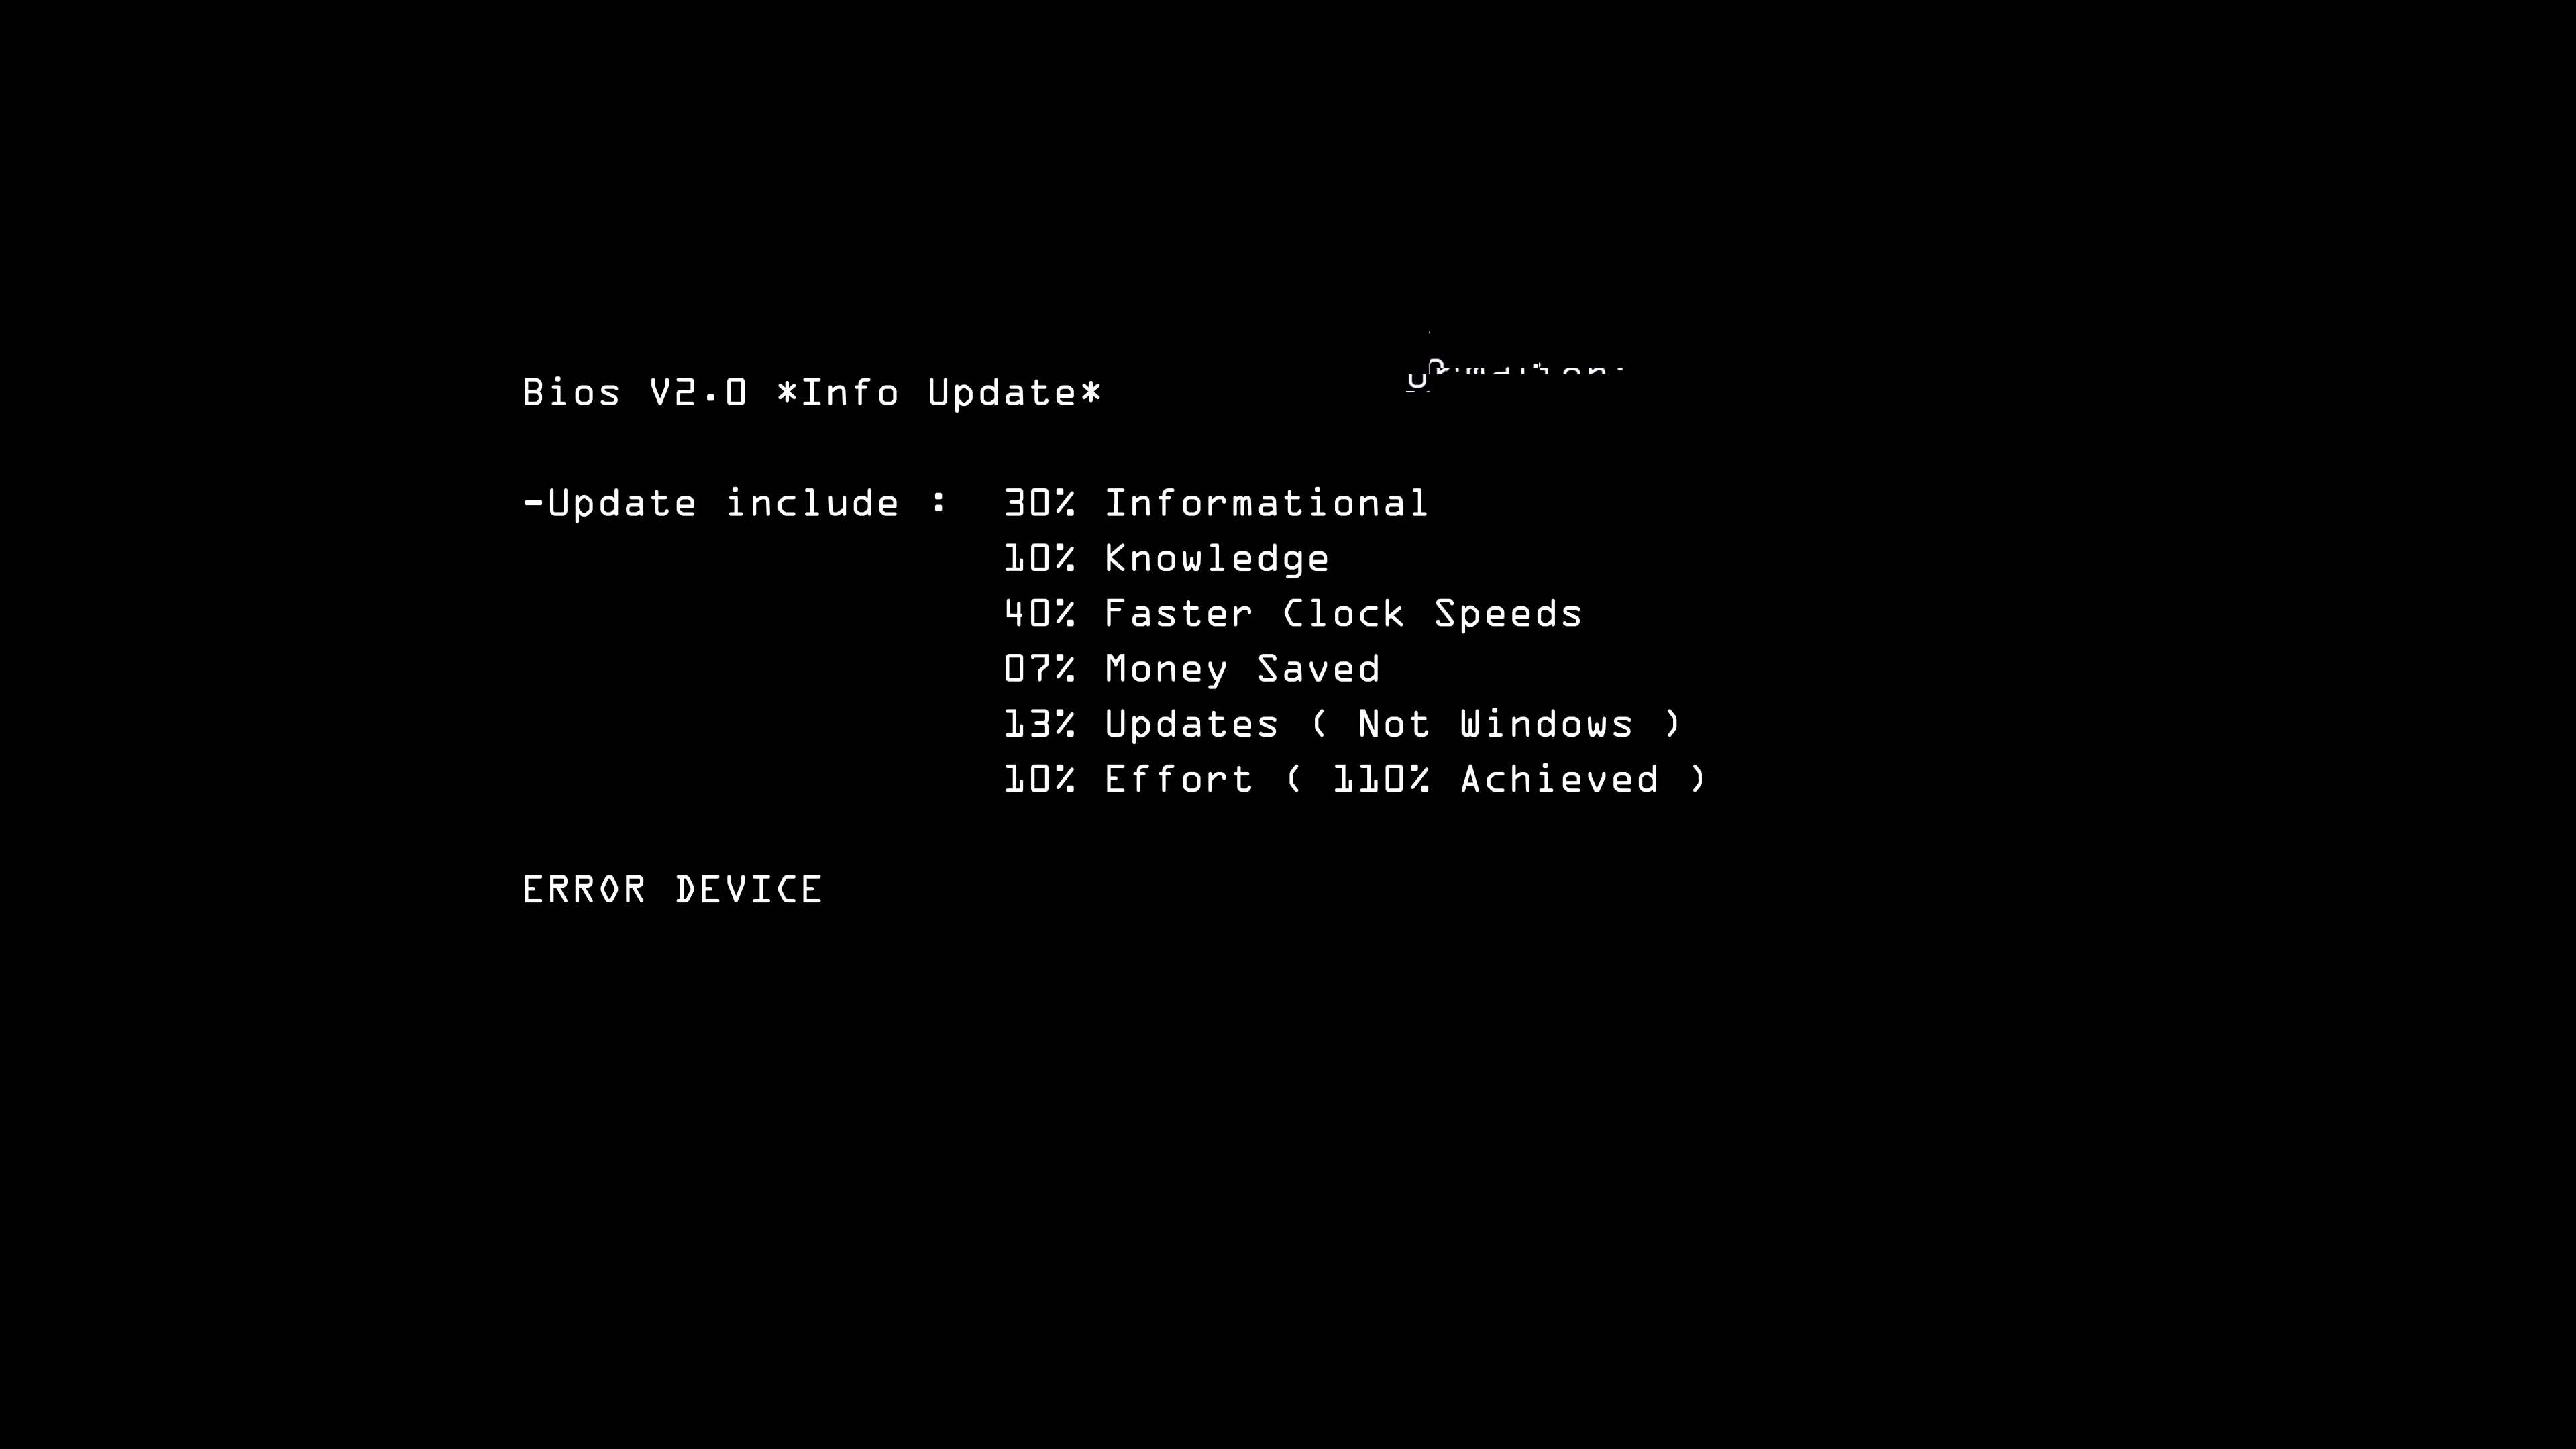 Bios V2.0 *Info Update*
-Update include : 30% Informational
10% Knowledge
40% Faster Clock Speeds
07% Money Saved
13% Updates ( Not Windows )
10% Effort ( 110% Achieved )
ERROR DEVICE